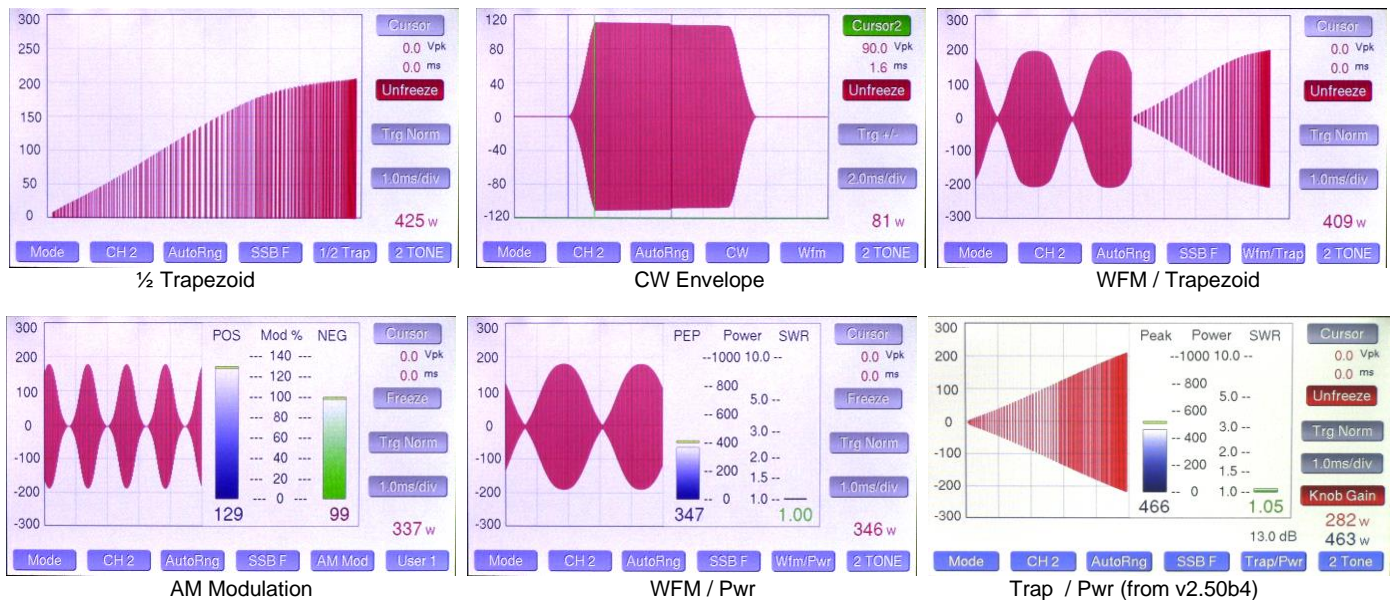 300
250
200
150
100
50
0
Cursor
0.0 Vpk
0.0 ms
Unfreeze
Trg Norm
1.0ms/div
425 w
Mode CH 2 AutoRng SSB F 1/2 Trap 2 TONE
½ Trapezoid
120
80
40
0
-40
-80
-120
Cursor2
90.0 Vpk
1.6 ms
Unfreeze
Trg +/-
2.0ms/div
81 w
Mode CH 2 AutoRng CW Wfm 2 TONE
CW Envelope
300
200
100
0
-100
-200
-300
Cursor
0.0 Vpk
0.0 ms
Unfreeze
Trg Norm
1.0ms/div
409 w
Mode CH 2 AutoRng SSB F Wfm/Trap 2 TONE
WFM / Trapezoid
300
200
100
0
-100
-200
-300
POS Mod % NEG
--- 140 ---
--- 120 ---
--- 100 ---
--- 80 ---
--- 60 ---
--- 40 ---
--- 20 ---
--- 0 ---
129 99
Cursor
0.0 Vpk
0.0 ms
Freeze
Trg Norm
1.0ms/div
337 w
Mode CH 2 AutoRng SSB F AM Mod User 1
AM Modulation
300
200
100
0
-100
-200
-300
PEP Power SWR
--1000 10.0 --
-- 800
5.0 --
-- 600
3.0 --
-- 400
2.0 --
-- 200
1.5 --
-- 0 1.0 --
347 1.00
Cursor
0.0 Vpk
0.0 ms
Freeze
Trg Norm
1.0ms/div
346 w
Mode CH 2 AutoRng SSB F Wfm/Pwr 2 TONE
WFM / Pwr
300
200
100
0
-100
-200
-300
Peak Power SWR
--1000 10.0 --
-- 800
5.0 --
-- 600
3.0 --
-- 400
2.0 --
-- 200
1.5 --
-- 0 1.0 --
466 1.05
13.0 dB
Cursor
0.0 Vpk
0.0 ms
Unfreeze
Trg Norm
1.0ms/div
Knob Gain
282 w
463 w
Mode CH 2 AutoRng SSB F Trap/Pwr 2 Tone
Trap / Pwr (from v2.50b4)